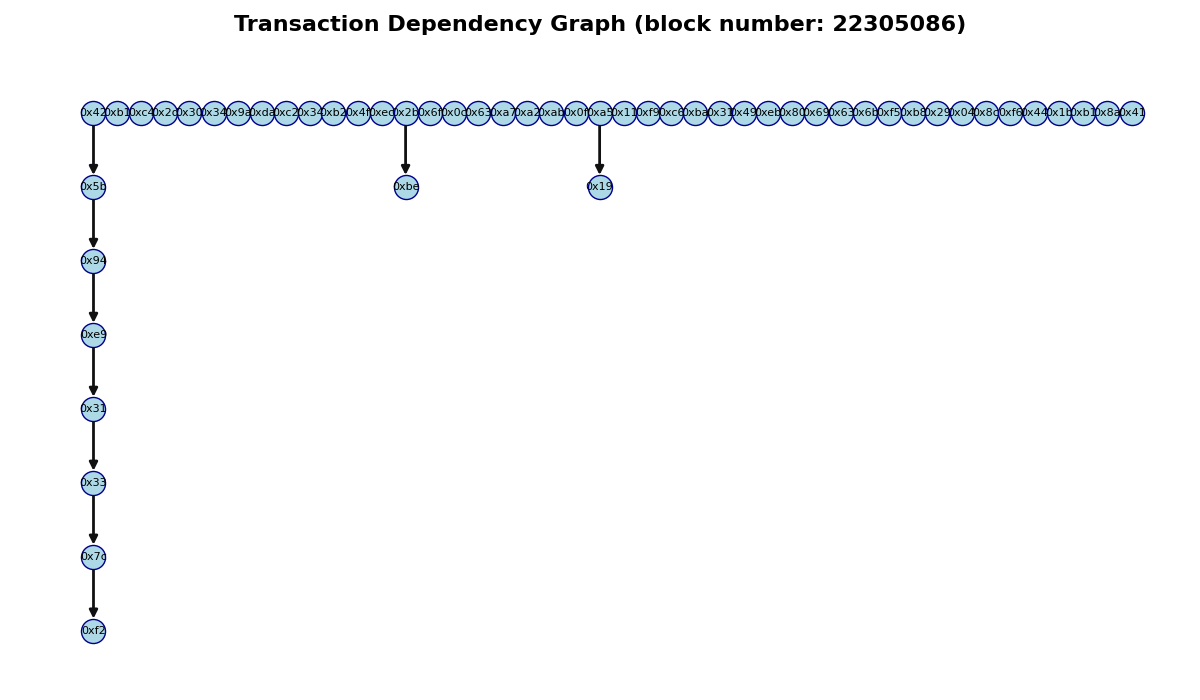 Transaction Dependency Graph (block number: 22305086)
0x42 0xb1 0xc4 0x2c 0x30 0x34 0x9a 0xda 0xc2 0x34 0xb2 0x4f 0xec 0x2b 0x6f 0x0c 0x63 0xa7 0xa2 0xab 0x0f 0xa5 0x11 0xf9 0xc6 0xba 0x31 0x49 0xeb 0x80 0x69 0x63 0x6b 0xf5 0xb8 0x29 0x04 0x8c 0xf6 0x44 0x1b 0xb1 0x8a 0x41
0x5b 0xbe 0x19
0x94
0xe9
0x31
0x33
0x7c
0xf2